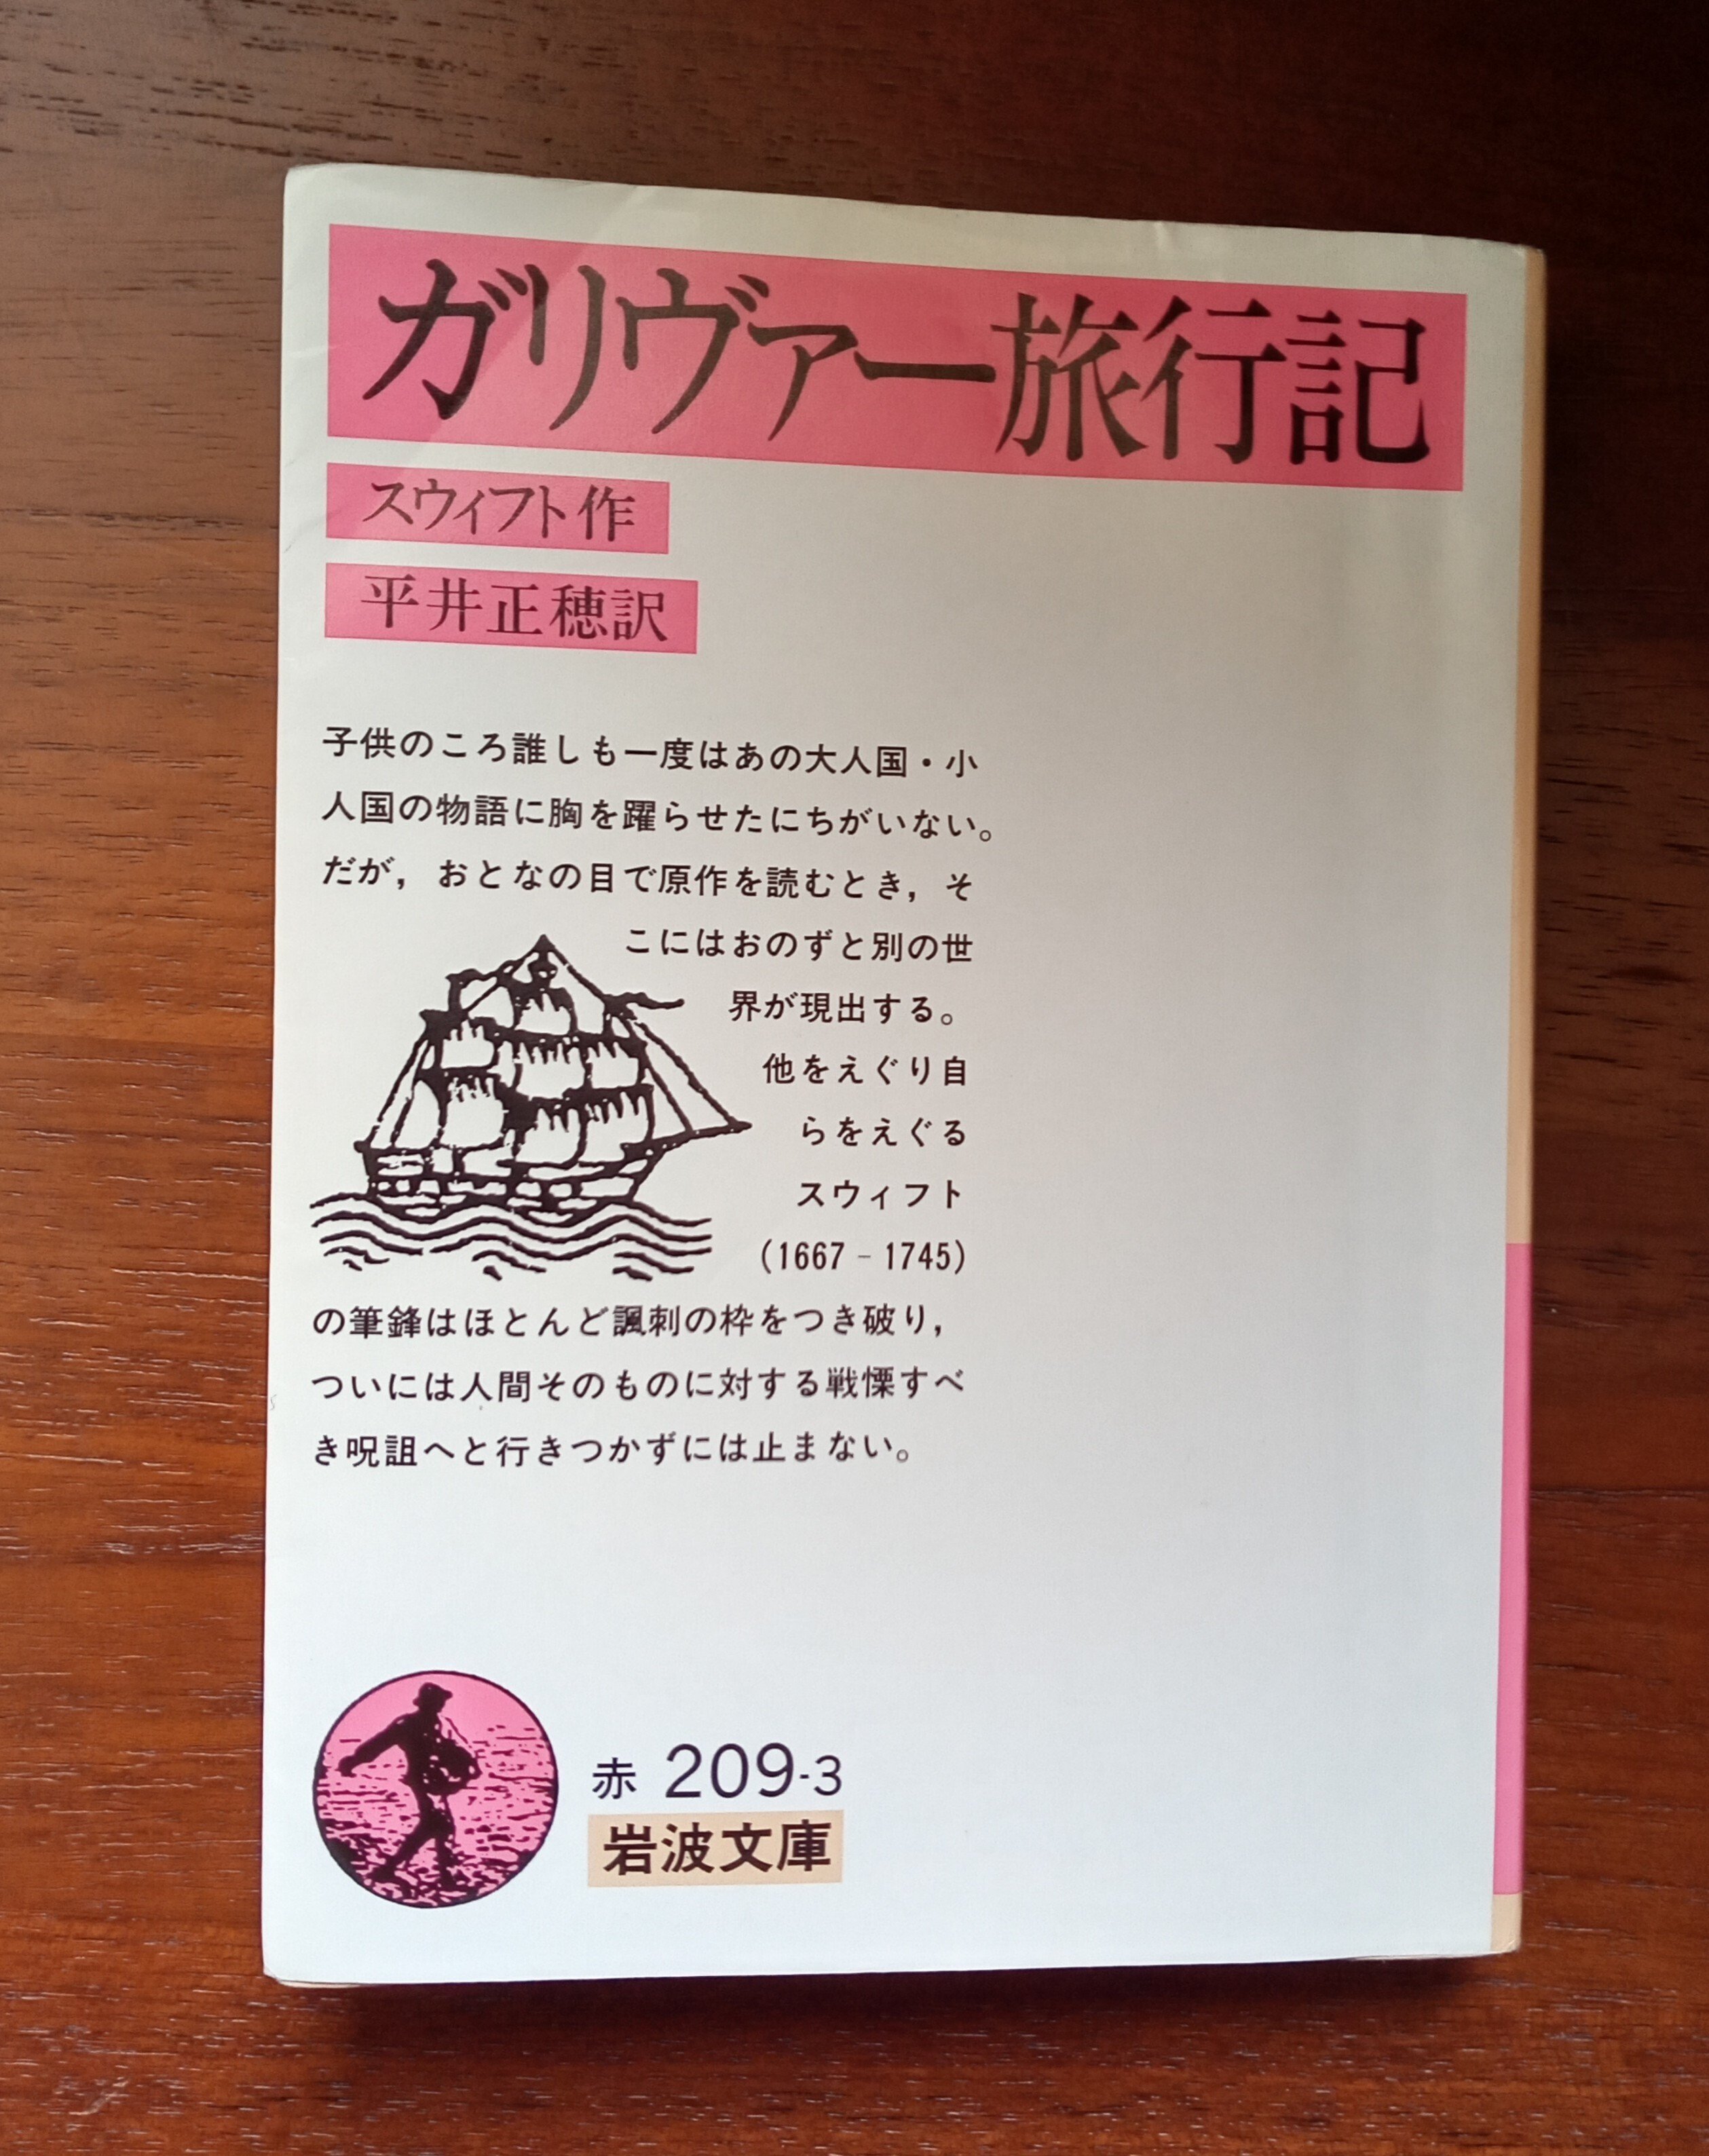 ガリヴァー旅行記
スウィフト作
平井正穂訳
子供のころ誰しも一度はあの大人国・小
人国の物語に胸を躍らせたにちがいない。
だが，おとなの目で原作を読むとき，そ
こにはおのずと別の世
界が現出する。
他をえぐり自
らをえぐる
スウィフト
(1667－1745)
の筆鋒はほとんど諷刺の枠をつき破り，
ついには人間そのものに対する戦慄すべ
き呪詛へと行きつかずには止まない。
赤 209-3
岩波文庫